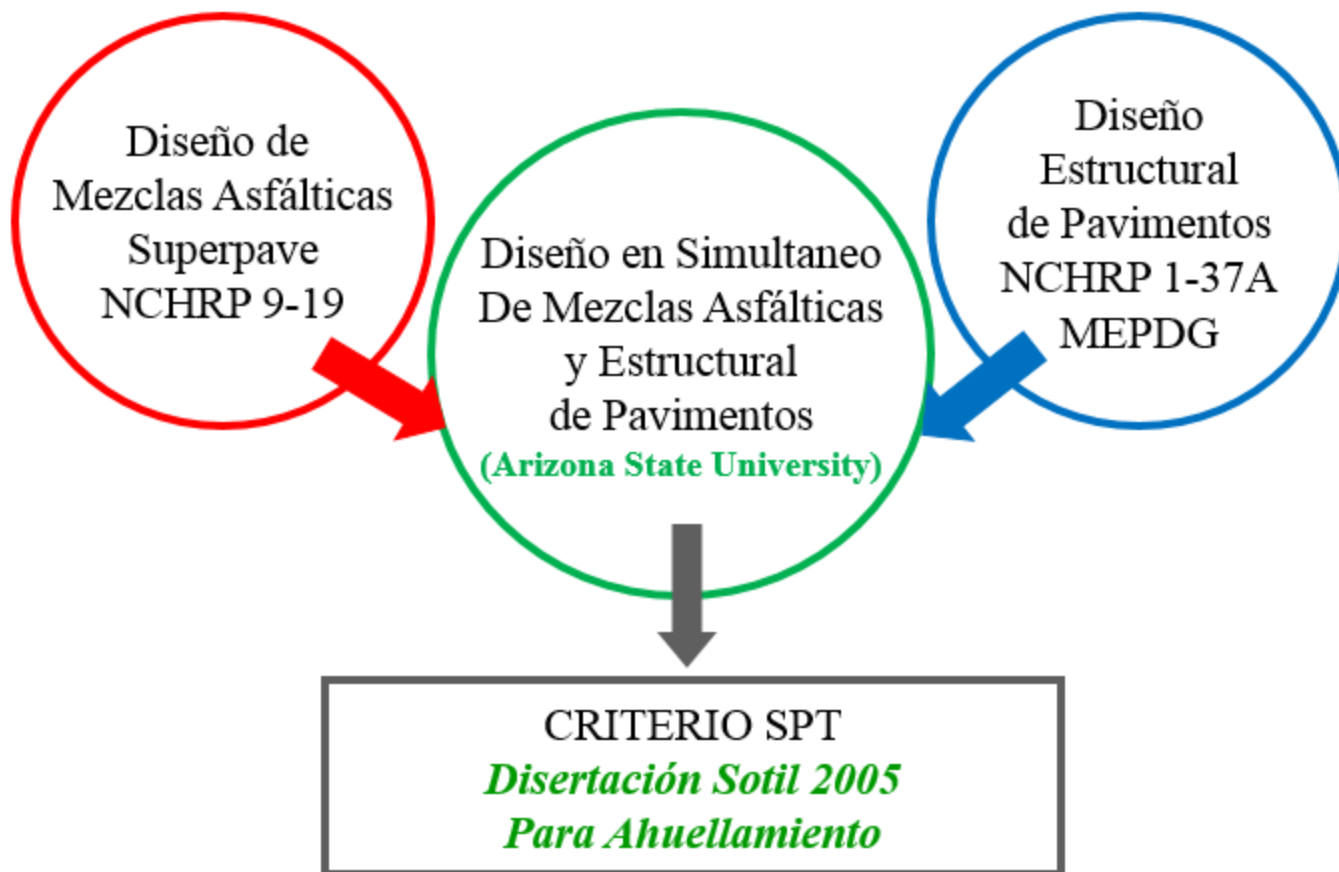 Diseño de
Mezclas Asfálticas
Superpave
NCHRP 9-19
Diseño en Simultaneo
De Mezclas Asfálticas
y Estructural
de Pavimentos
(Arizona State University)
Diseño
Estructural
de Pavimentos
NCHRP 1-37A
MEPDG
CRITERIO SPT
Disertación Sotil 2005
Para Ahuellamiento